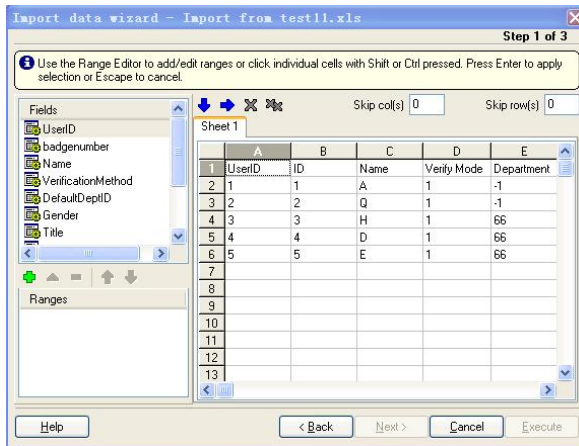 Import data wizard - Import from test11.xls
Step 1 of 3
Use the Range Editor to add/edit ranges or click individual cells with Shift or Ctrl pressed. Press Enter to apply
selection or Escape to cancel.
Fields
UserID
badgenumber
Name
VerificationMethod
DefaultDeptID
Gender
Title
Ranges
Skip col(s) 0 Skip row(s) 0
Sheet 1
A B C D E
1 UserID ID Name Verify Mode Department
2 1 1 A 1 -1
3 2 2 Q 1 -1
4 3 3 H 1 66
5 4 4 D 1 66
6 5 5 E 1 66
7
8
9
10
11
12
13
Help < Back Next > Cancel Execute